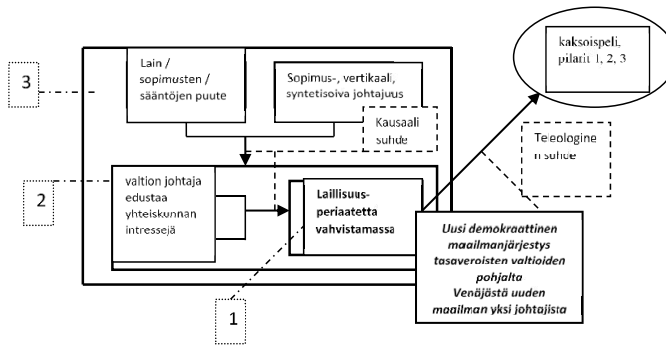 3
Lain /
sopimusten /
sääntöjen puute
Sopimus-, vertikaali,
syntetisoiva johtajuus
kaksoispeli,
pilarit 1, 2, 3
Kausaali
suhde
Teleologine
n suhde
2
valtion johtaja
edustaa
yhteiskunnan
intressejä
Laillisuus-
periaatetta
vahvistamassa
Uusi demokraattinen
maailmanjärjestys
tasaveroisten valtioiden
pohjalta
Venäjästä uuden
maailman yksi johtajista
1